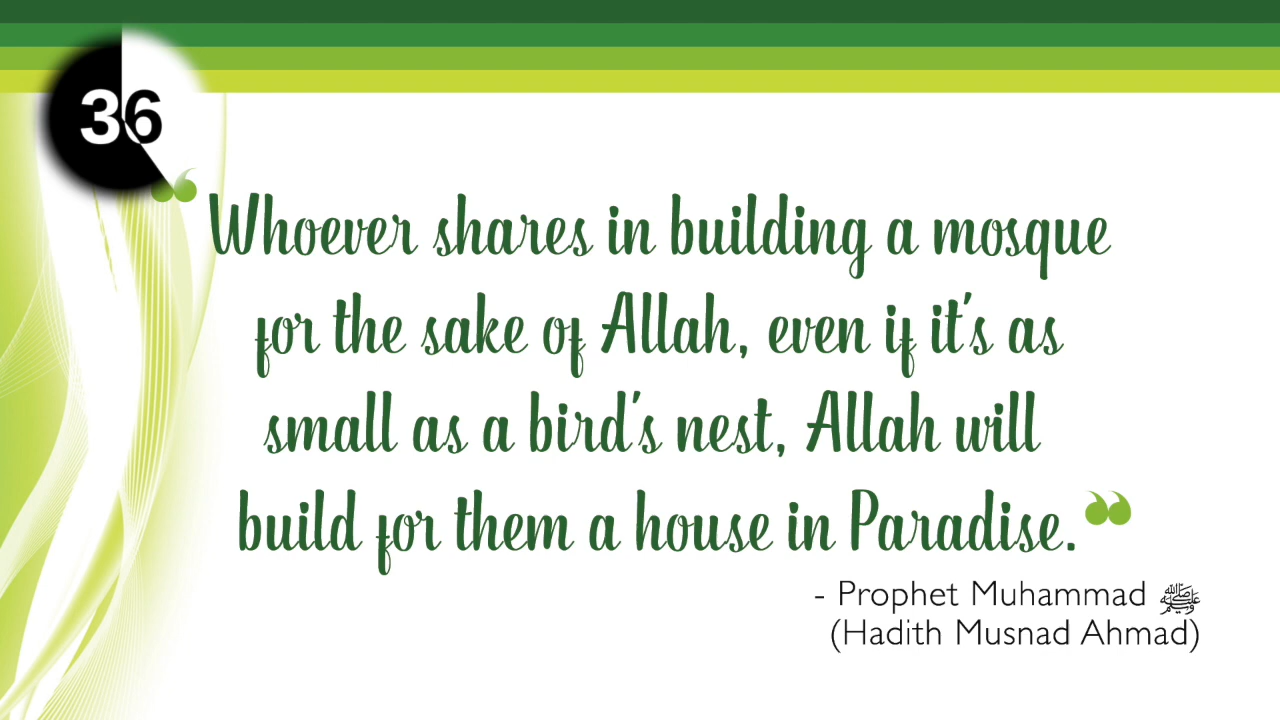 36
“Whoever shares in building a mosque
for the sake of Allah, even if it's as
small as a bird's nest, Allah will
build for them a house in Paradise.”
- Prophet Muhammad ﷺ
(Hadith Musnad Ahmad)